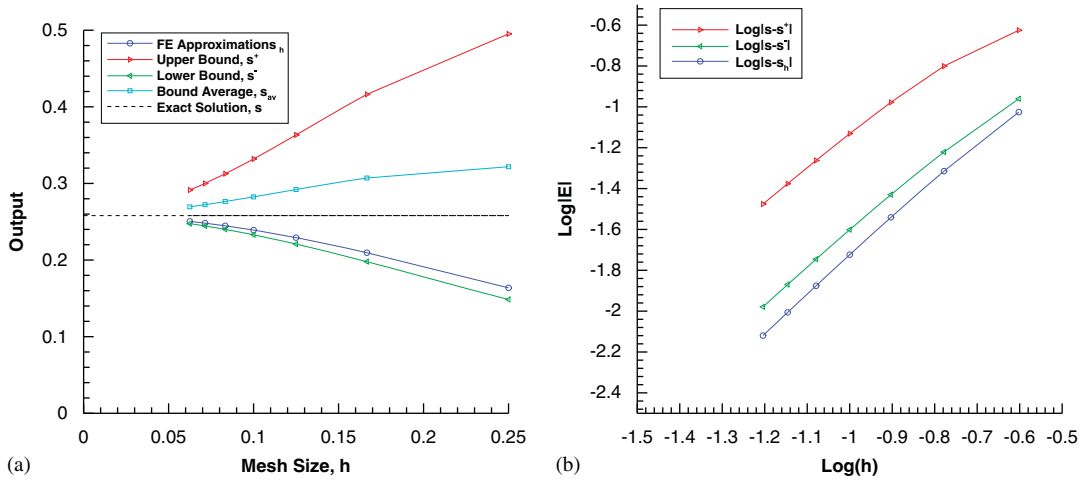 0.5
0.4
0.3
0.2
0.1
0
Output
FE Approximations h
Upper Bound, s+
Lower Bound, s-
Bound Average, sav
Exact Solution, s
0 0.05 0.1 0.15 0.2 0.25
Mesh Size, h
(a)
-0.6
-0.8
-1
-1.2
-1.4
-1.6
-1.8
-2
-2.2
-2.4
Log|E|
Log|s-s+|
Log|s-s-|
Log|s-sh|
-1.5 -1.4 -1.3 -1.2 -1.1 -1 -0.9 -0.8 -0.7 -0.6 -0.5
Log(h)
(b)